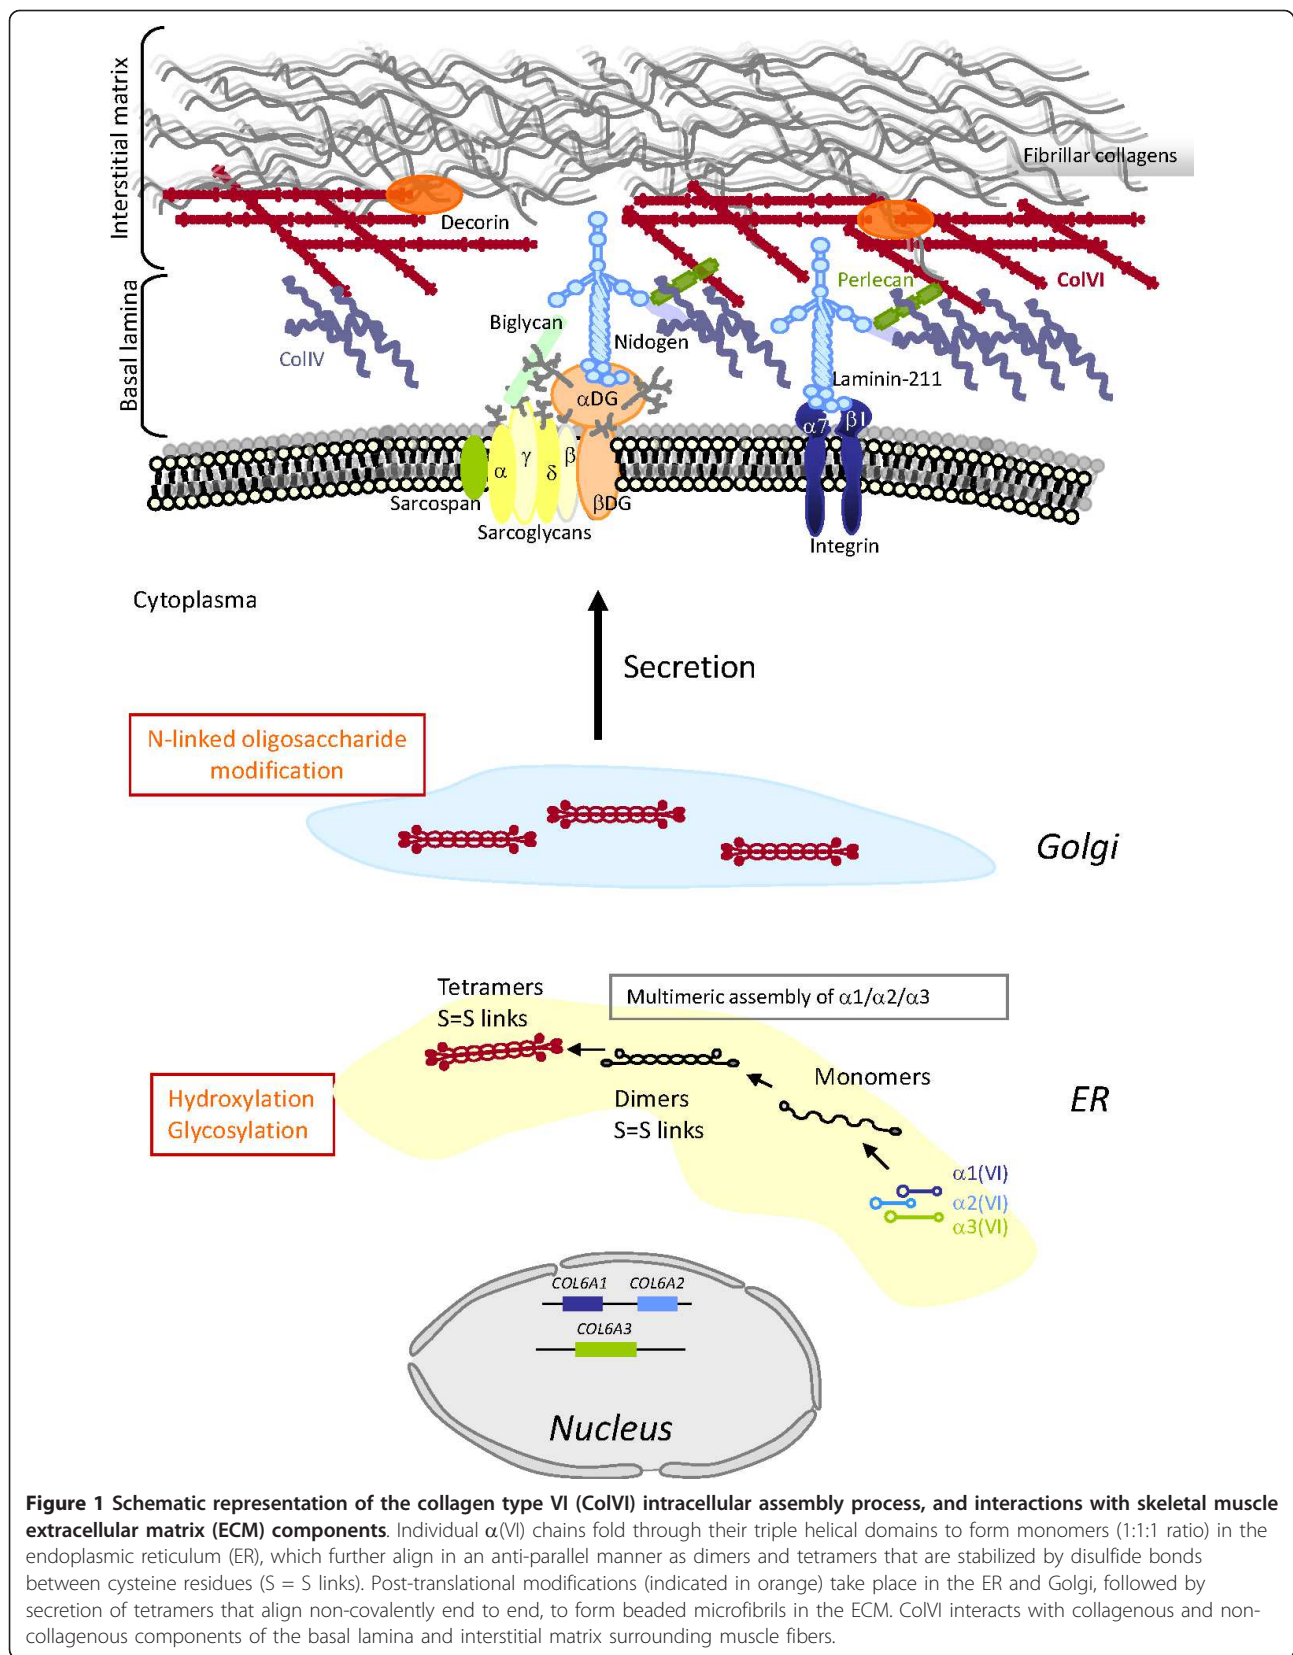 Interstitial matrix
Fibrillar collagens
Decorin
Perlecan
ColVI
Basal lamina
Biglycan
Nidogen
ColIV
Laminin-211
αDG
α7
β1
α
γ
δ
β
βDG
Sarcospan
Sarcoglycans
Integrin
Cytoplasma
Secretion
N-linked oligosaccharide
modification
Golgi
Tetramers
S=S links
Multimeric assembly of α1/α2/α3
Monomers
Hydroxylation
Glycosylation
Dimers
S=S links
ER
α1(VI)
α2(VI)
α3(VI)
COL6A1
COL6A2
COL6A3
Nucleus
Figure 1 Schematic representation of the collagen type VI (ColVI) intracellular assembly process, and interactions with skeletal muscle
extracellular matrix (ECM) components. Individual α(VI) chains fold through their triple helical domains to form monomers (1:1:1 ratio) in the
endoplasmic reticulum (ER), which further align in an anti-parallel manner as dimers and tetramers that are stabilized by disulfide bonds
between cysteine residues (S = S links). Post-translational modifications (indicated in orange) take place in the ER and Golgi, followed by
secretion of tetramers that align non-covalently end to end, to form beaded microfibrils in the ECM. ColVI interacts with collagenous and non-
collagenous components of the basal lamina and interstitial matrix surrounding muscle fibers.